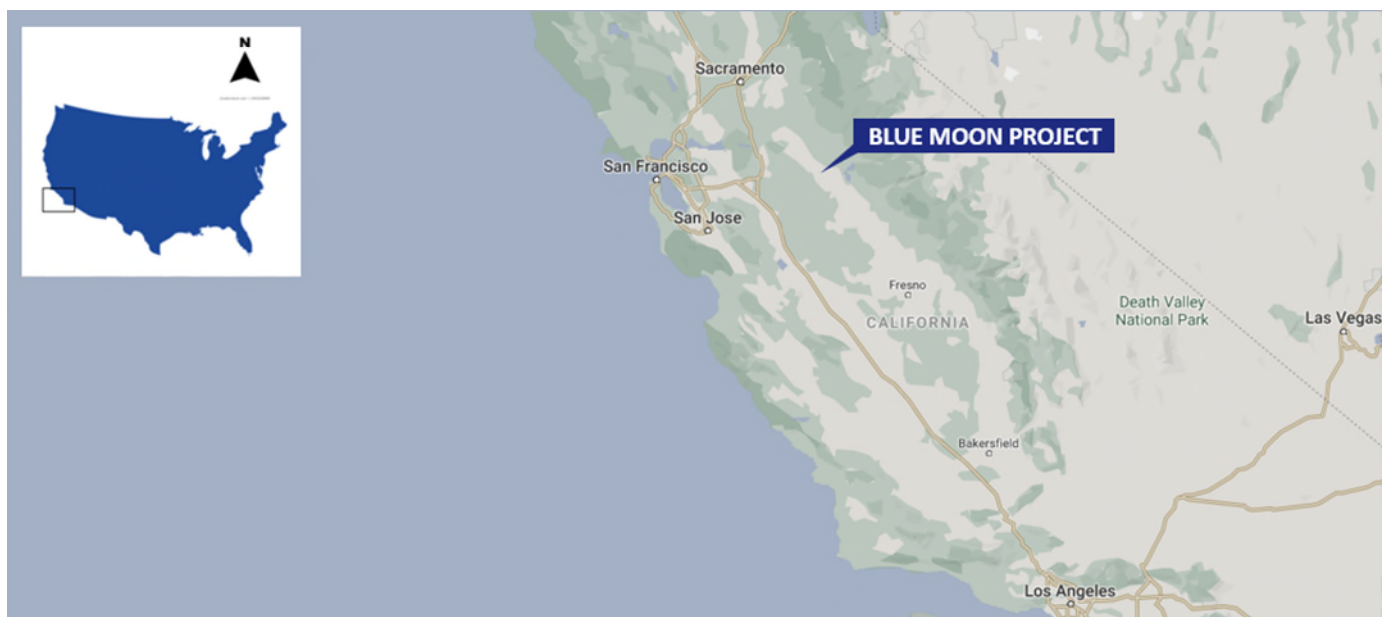 N
Sacramento
BLUE MOON PROJECT
San Francisco
San Jose
Fresno
CALIFORNIA
Death Valley
National Park
Las Vegas
Bakersfield
Los Angeles